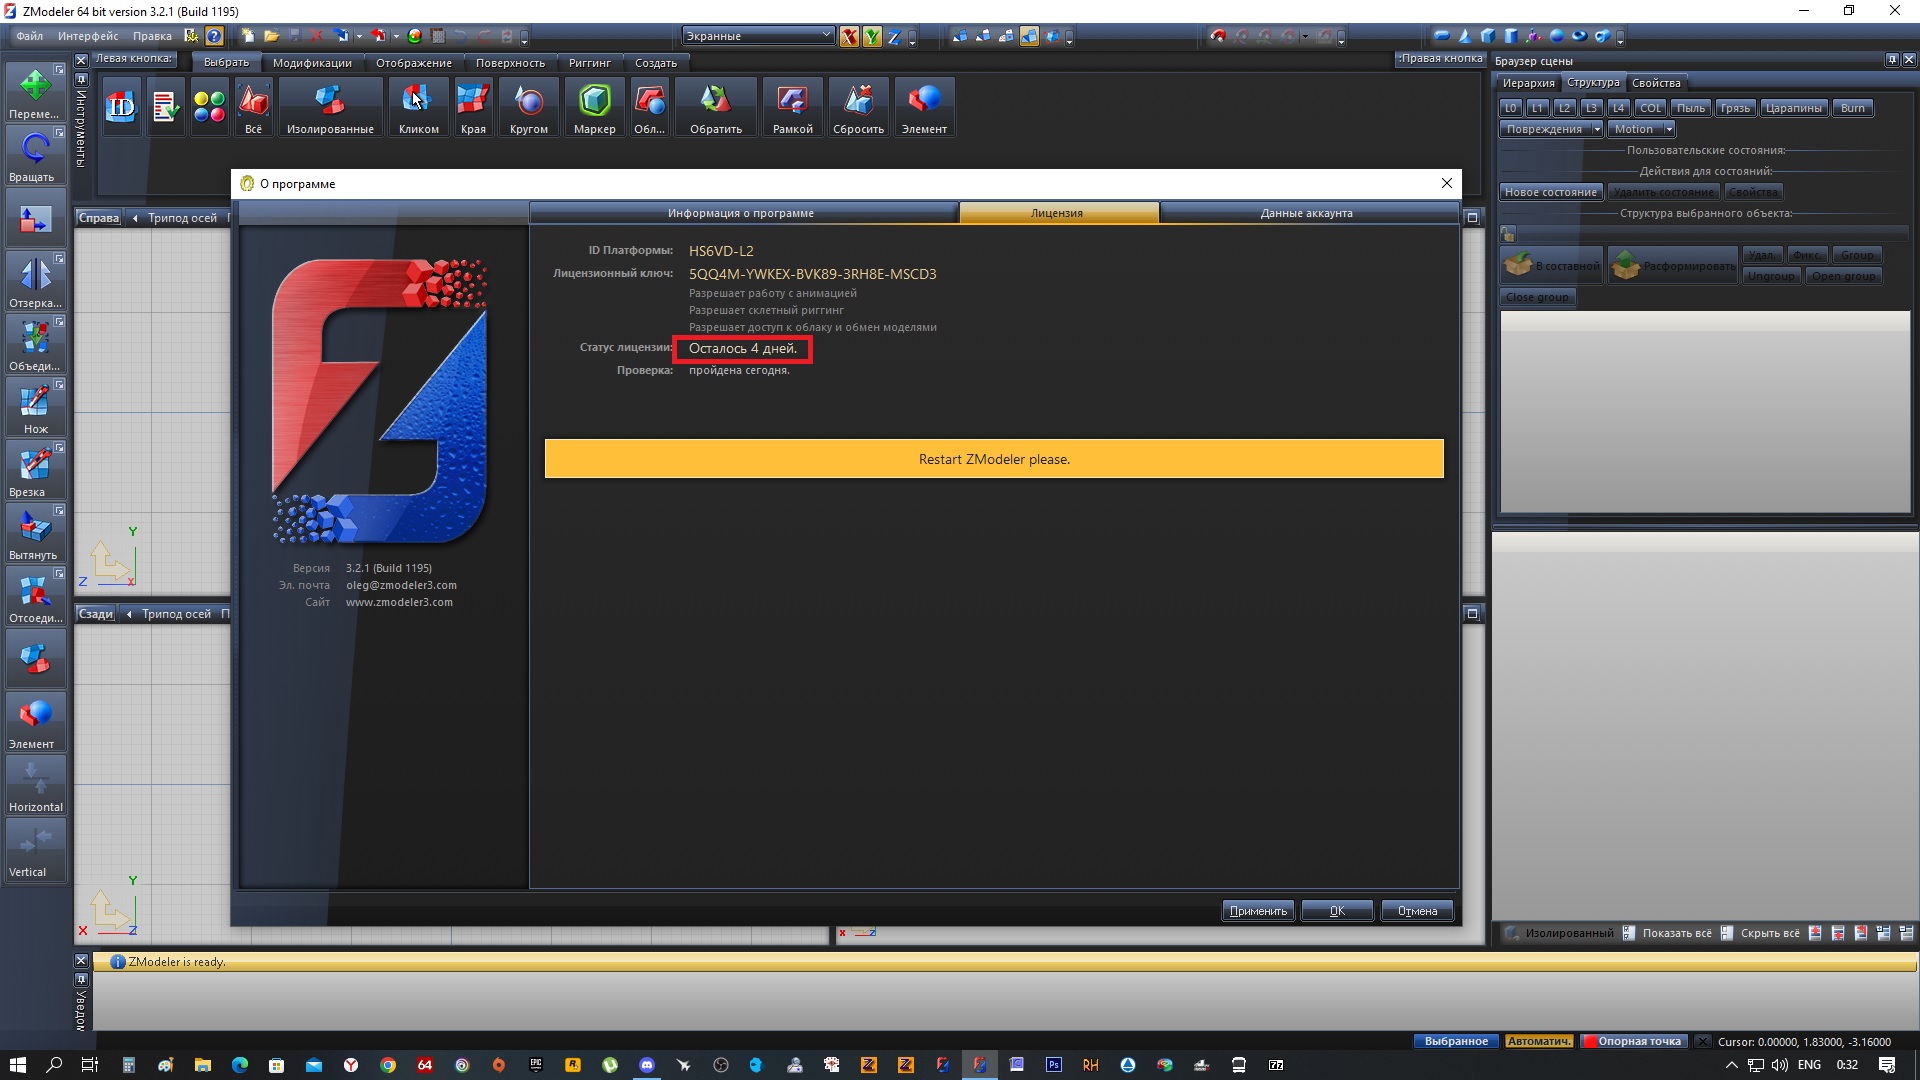 ZModeler 64 bit version 3.2.1 (Build 1195)
Файл Интерфейс Правка
Экранные
X Y Z
Левая кнопка:
Выбрать Модификации Отображение Поверхность Риггинг Создать
:Правая кнопка
Инструменты
ID
Всё Изолированные Кликом Края Кругом Маркер Обл... Обратить Рамкой Сбросить Элемент
Переме...
Вращать
Отзерка...
Объеди...
Нож
Врезка
Вытянуть
Отсоеди...
Элемент
Horizontal
Vertical
Справа Трипод осей
Y
Z X
Сзади Трипод осей
Y
X Z
О программе
Информация о программе Лицензия Данные аккаунта
ID Платформы: HS6VD-L2
Лицензионный ключ: 5QQ4M-YWKEX-BVK89-3RH8E-MSCD3
Разрешает работу с анимацией
Разрешает склетный риггинг
Разрешает доступ к облаку и обмен моделями
Статус лицензии: Осталось 4 дней.
Проверка: пройдена сегодня.
Restart ZModeler please.
Версия 3.2.1 (Build 1195)
Эл. почта oleg@zmodeler3.com
Сайт www.zmodeler3.com
Применить OK Отмена
Браузер сцены
Иерархия Структура Свойства
L0 L1 L2 L3 L4 COL Пыль Грязь Царапины Burn
Повреждения Motion
Пользовательские состояния:
Действия для состояний:
Новое состояние Удалить состояние Свойства
Структура выбранного объекта:
В составной Расформировать Удал. Фикс. Group
Ungroup Open group
Close group
Изолированный Показать всё Скрыть всё
ZModeler is ready.
Уведом
Выбранное Автоматич. Опорная точка Cursor: 0.00000, 1.83000, -3.16000
64 EPIC Ps RH ENG 0:32